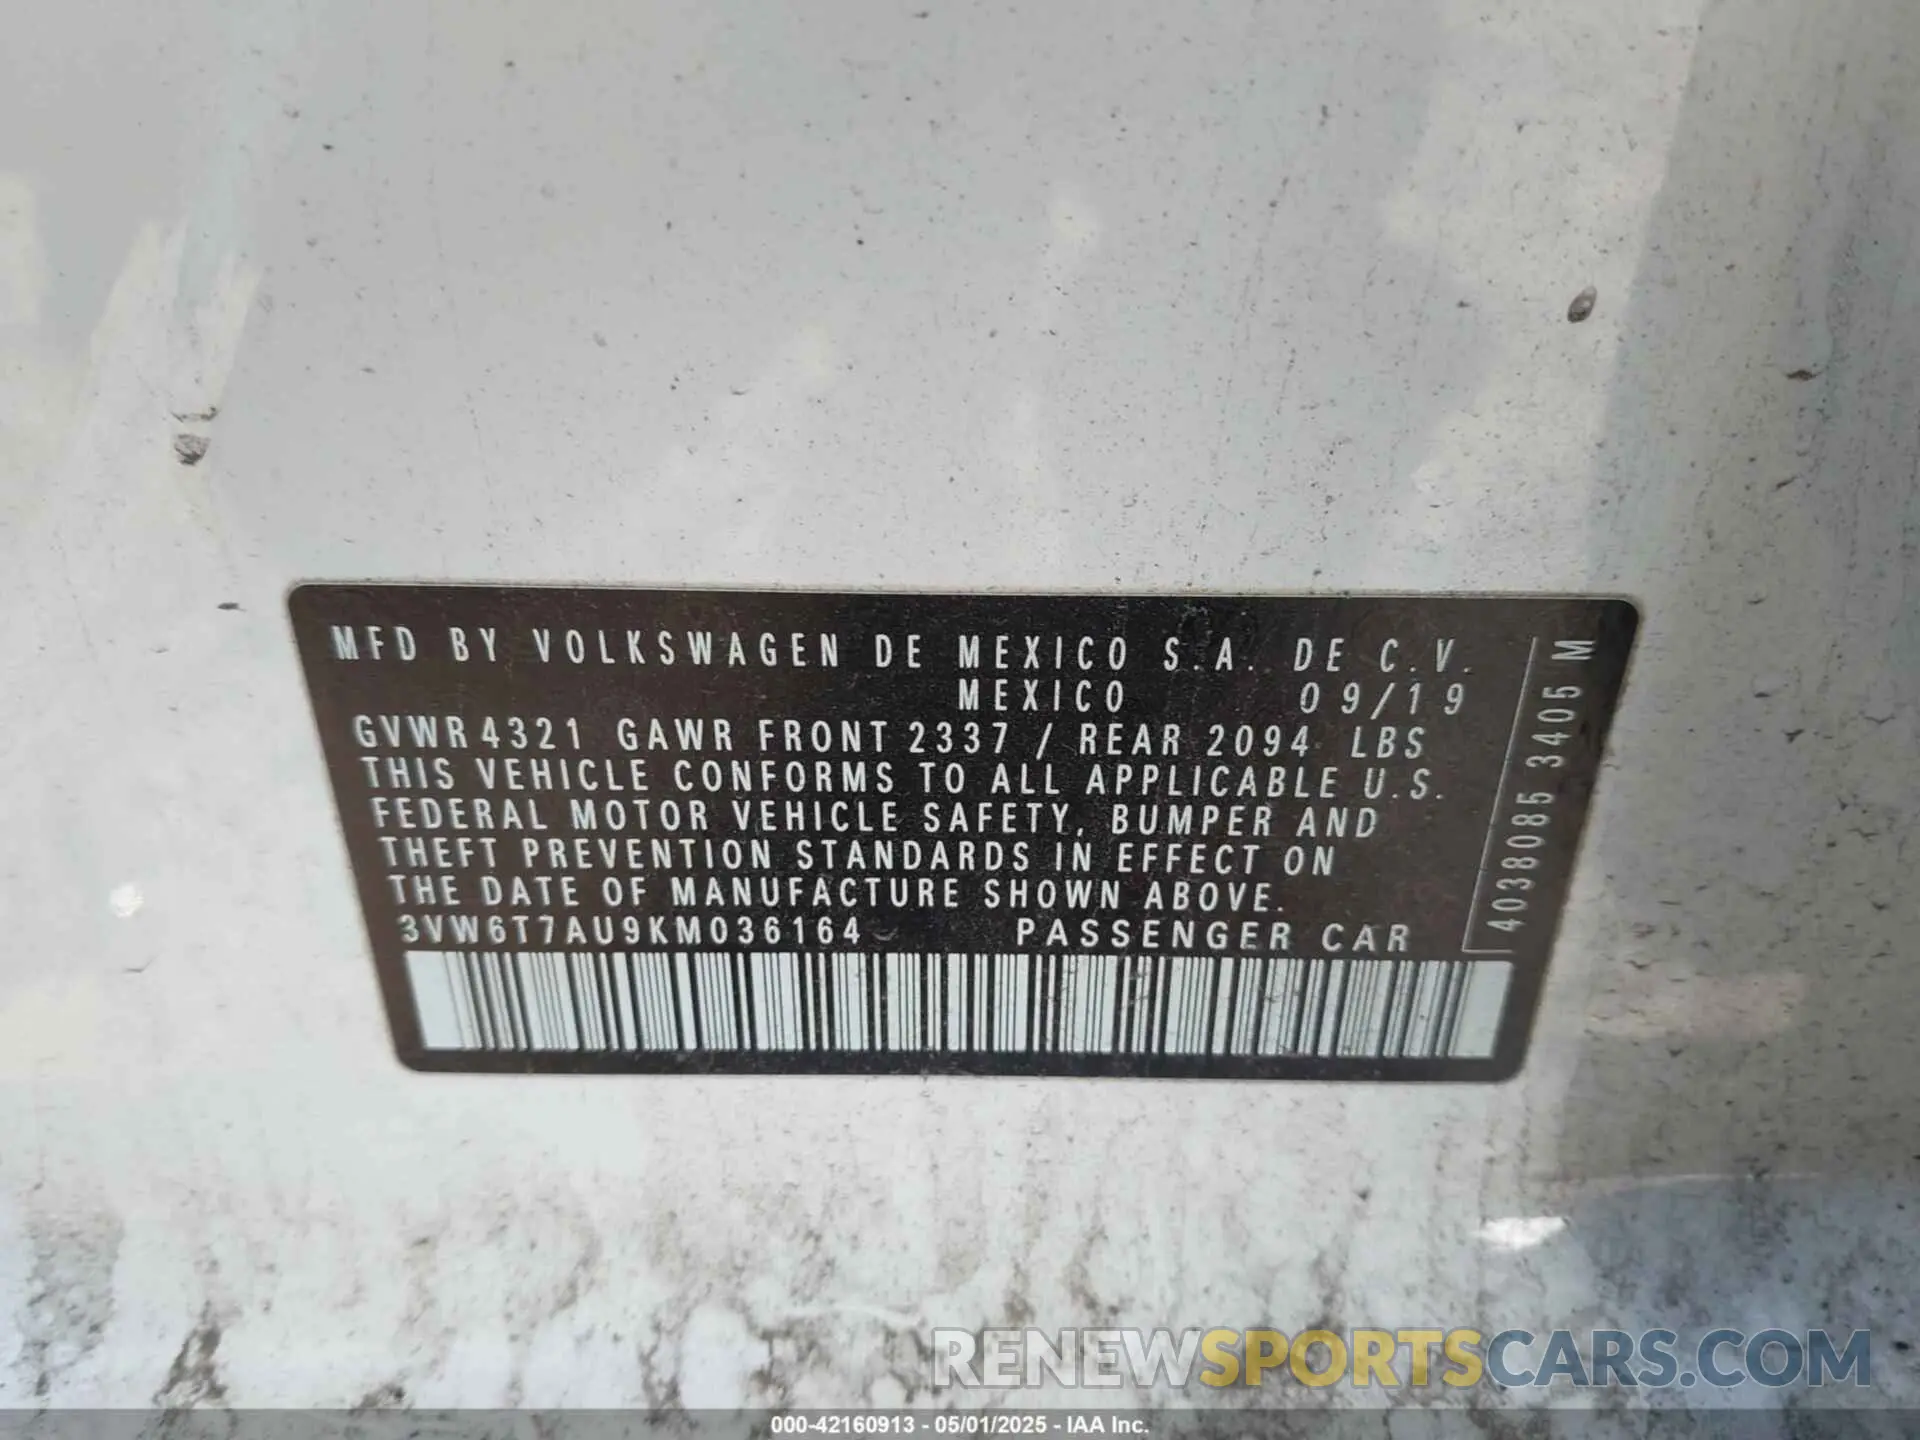 MFD BY VOLKSWAGEN DE MEXICO S.A. DE C.V.
MEXICO 09/19
GVWR 4321 GAWR FRONT 2337 / REAR 2094 LBS
THIS VEHICLE CONFORMS TO ALL APPLICABLE U.S.
FEDERAL MOTOR VEHICLE SAFETY, BUMPER AND
THEFT PREVENTION STANDARDS IN EFFECT ON
THE DATE OF MANUFACTURE SHOWN ABOVE.
3VW6T7AU9KM036164 PASSENGER CAR
4038085 3405 M
RENEWSPORTSCARS.COM
000-42160913 - 05/01/2025 - IAA Inc.